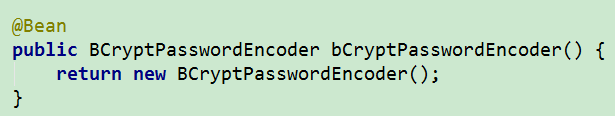 @Bean
public BCryptPasswordEncoder bCryptPasswordEncoder() {
    return new BCryptPasswordEncoder();
}